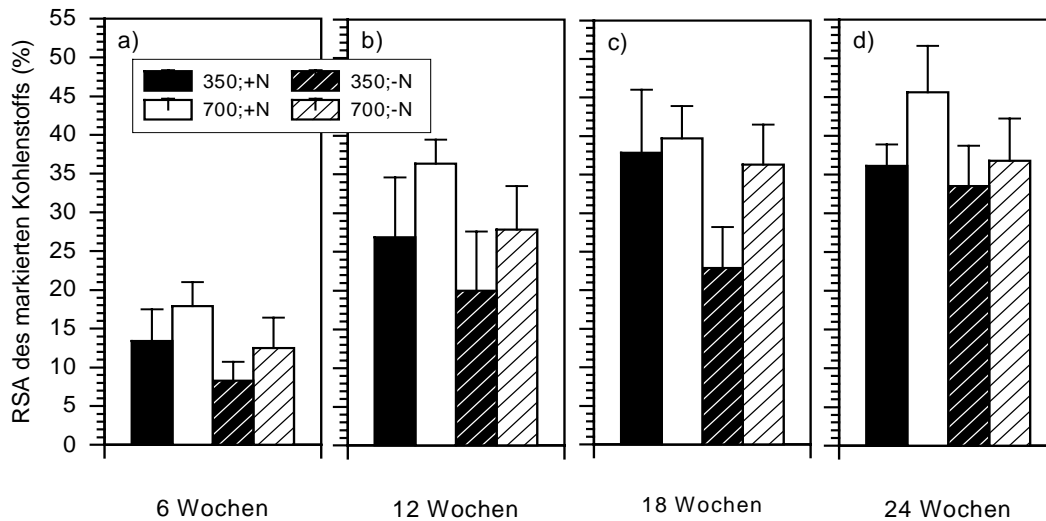 RSA des markierten Kohlenstoffs (%)
55
50
45
40
35
30
25
20
15
10
5
0
a)
b)
c)
d)
350;+N 350;-N
700;+N 700;-N
6 Wochen 12 Wochen 18 Wochen 24 Wochen